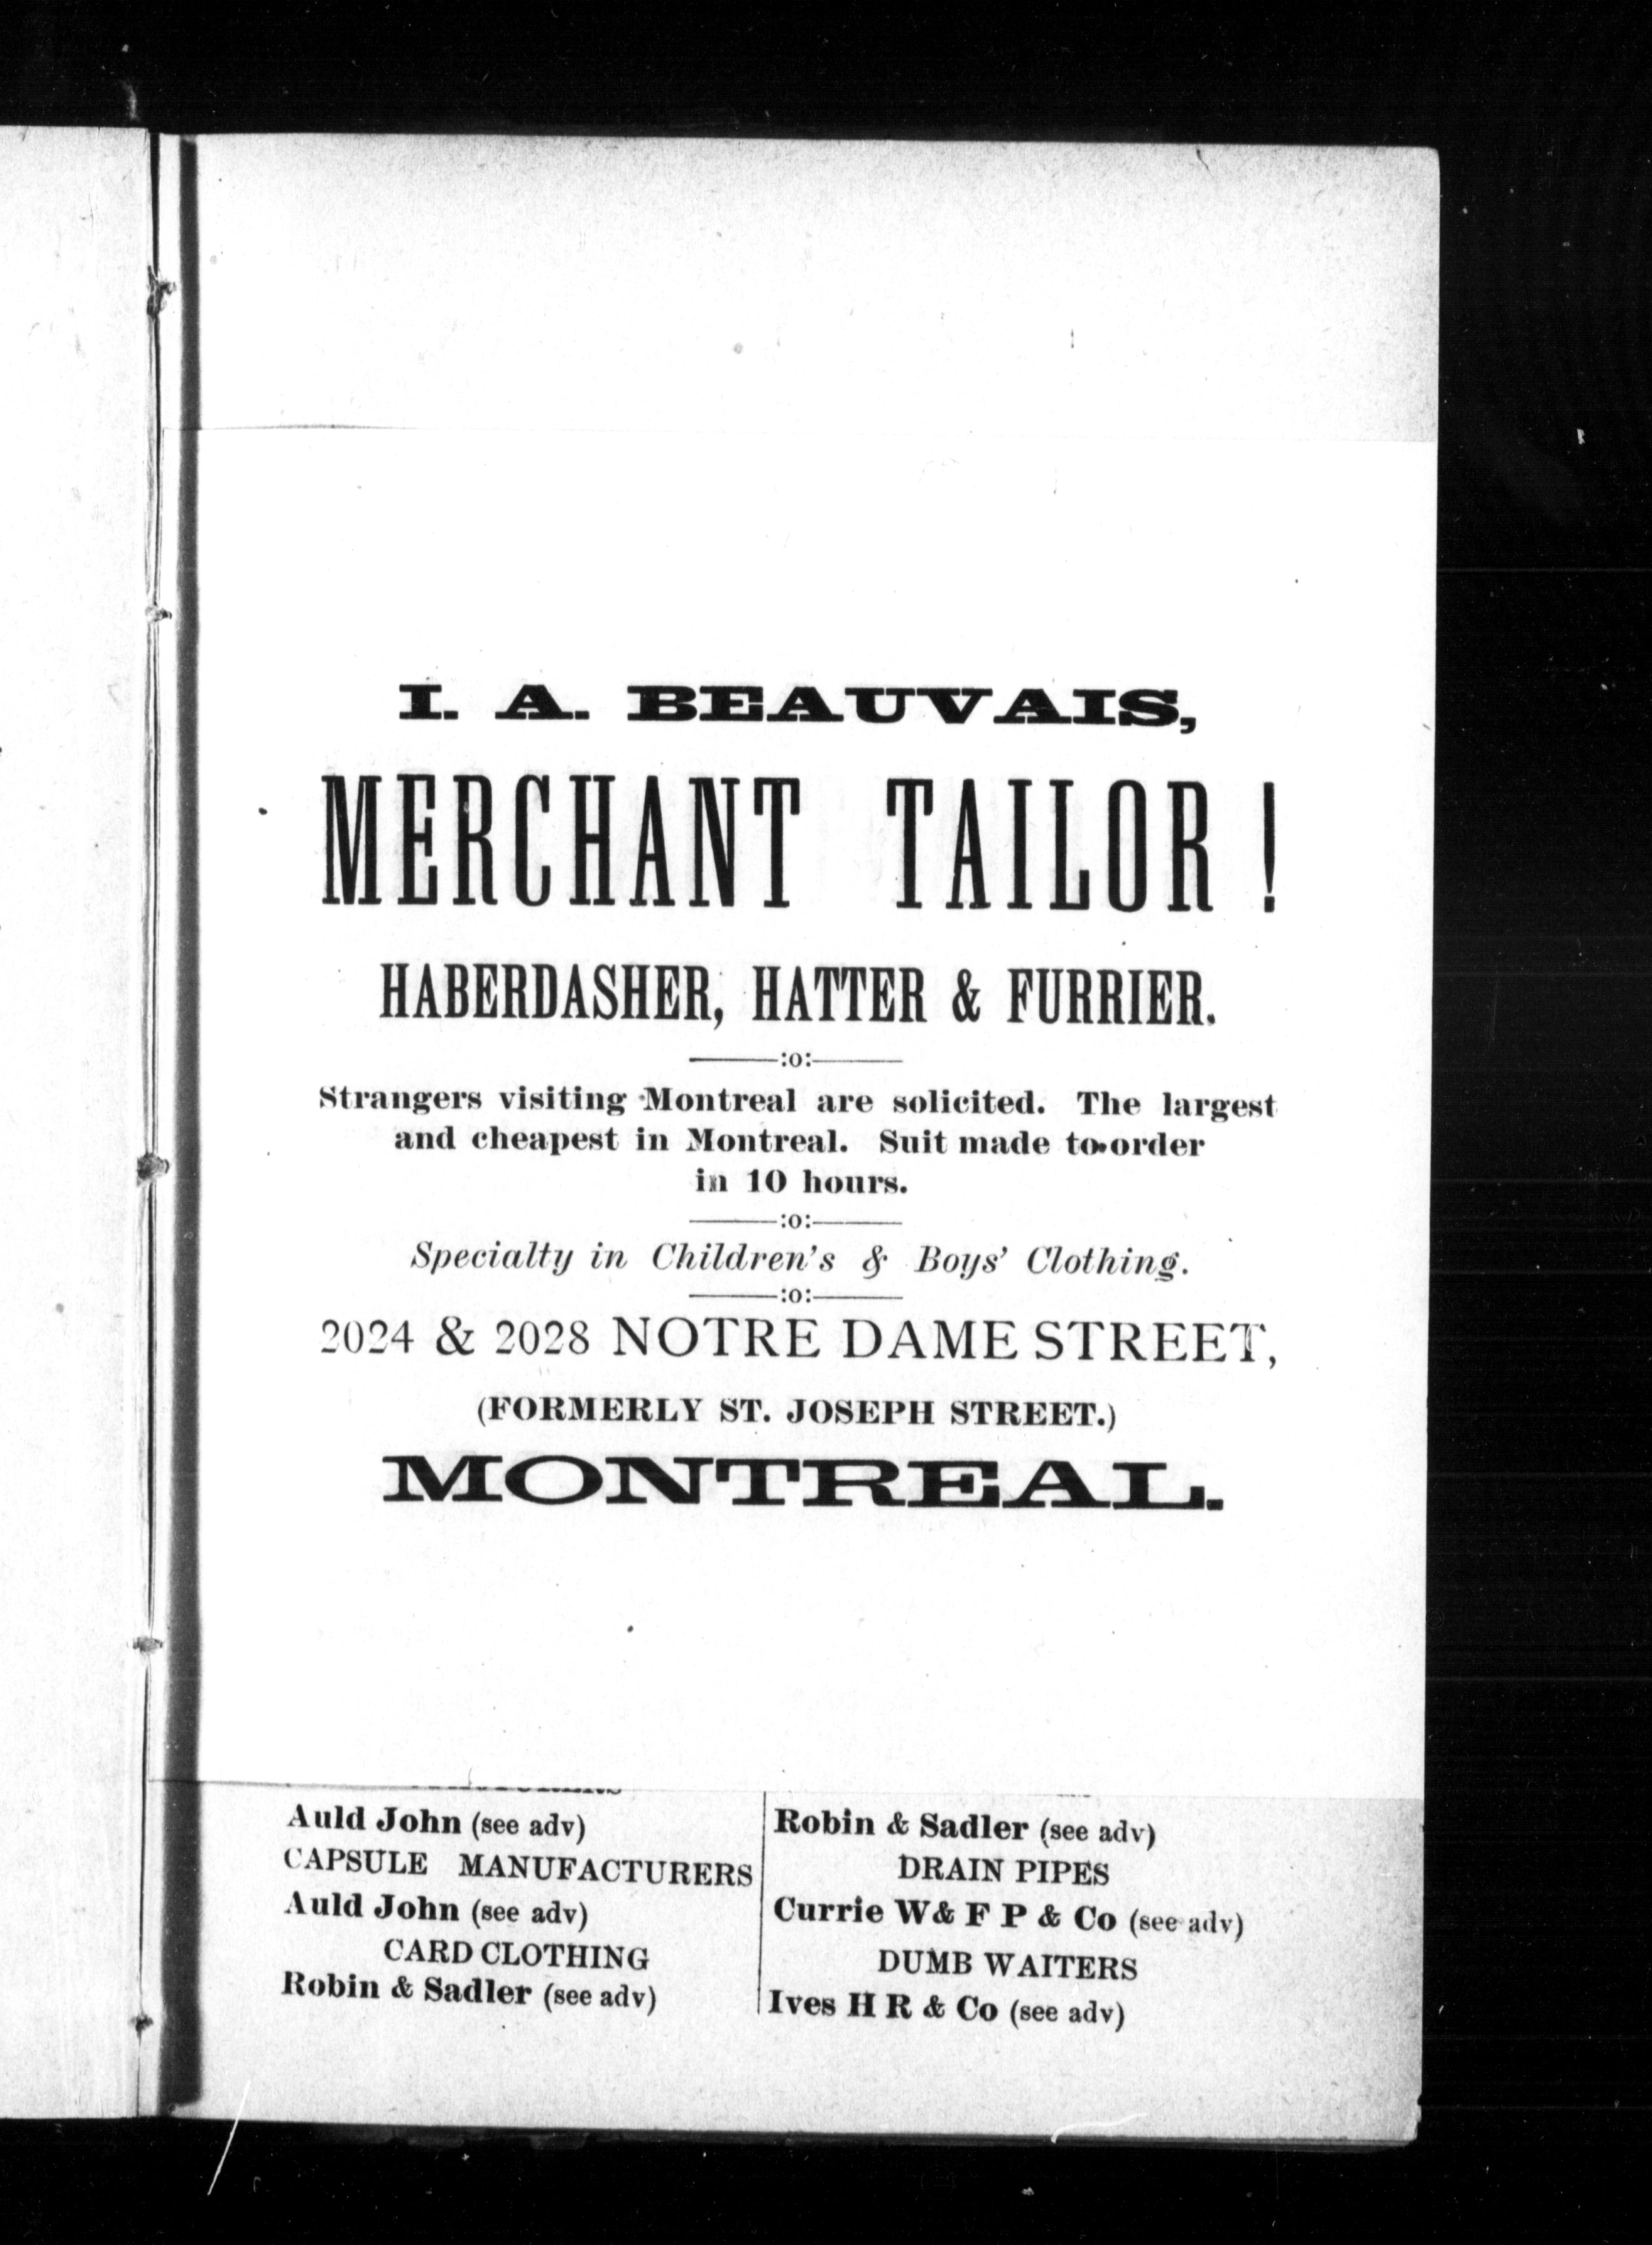 I. A. BEAUVAIS,
MERCHANT TAILOR !
HABERDASHER, HATTER & FURRIER.
———:o:———
Strangers visiting Montreal are solicited. The largest
and cheapest in Montreal. Suit made to order
in 10 hours.
———:o:———
Specialty in Children's & Boys' Clothing.
———:o:———
2024 & 2028 NOTRE DAME STREET,
(FORMERLY ST. JOSEPH STREET.)
MONTREAL.
Auld John (see adv)
CAPSULE MANUFACTURERS
Auld John (see adv)
CARD CLOTHING
Robin & Sadler (see adv)
Robin & Sadler (see adv)
DRAIN PIPES
Currie W & F P & Co (see adv)
DUMB WAITERS
Ives H R & Co (see adv)